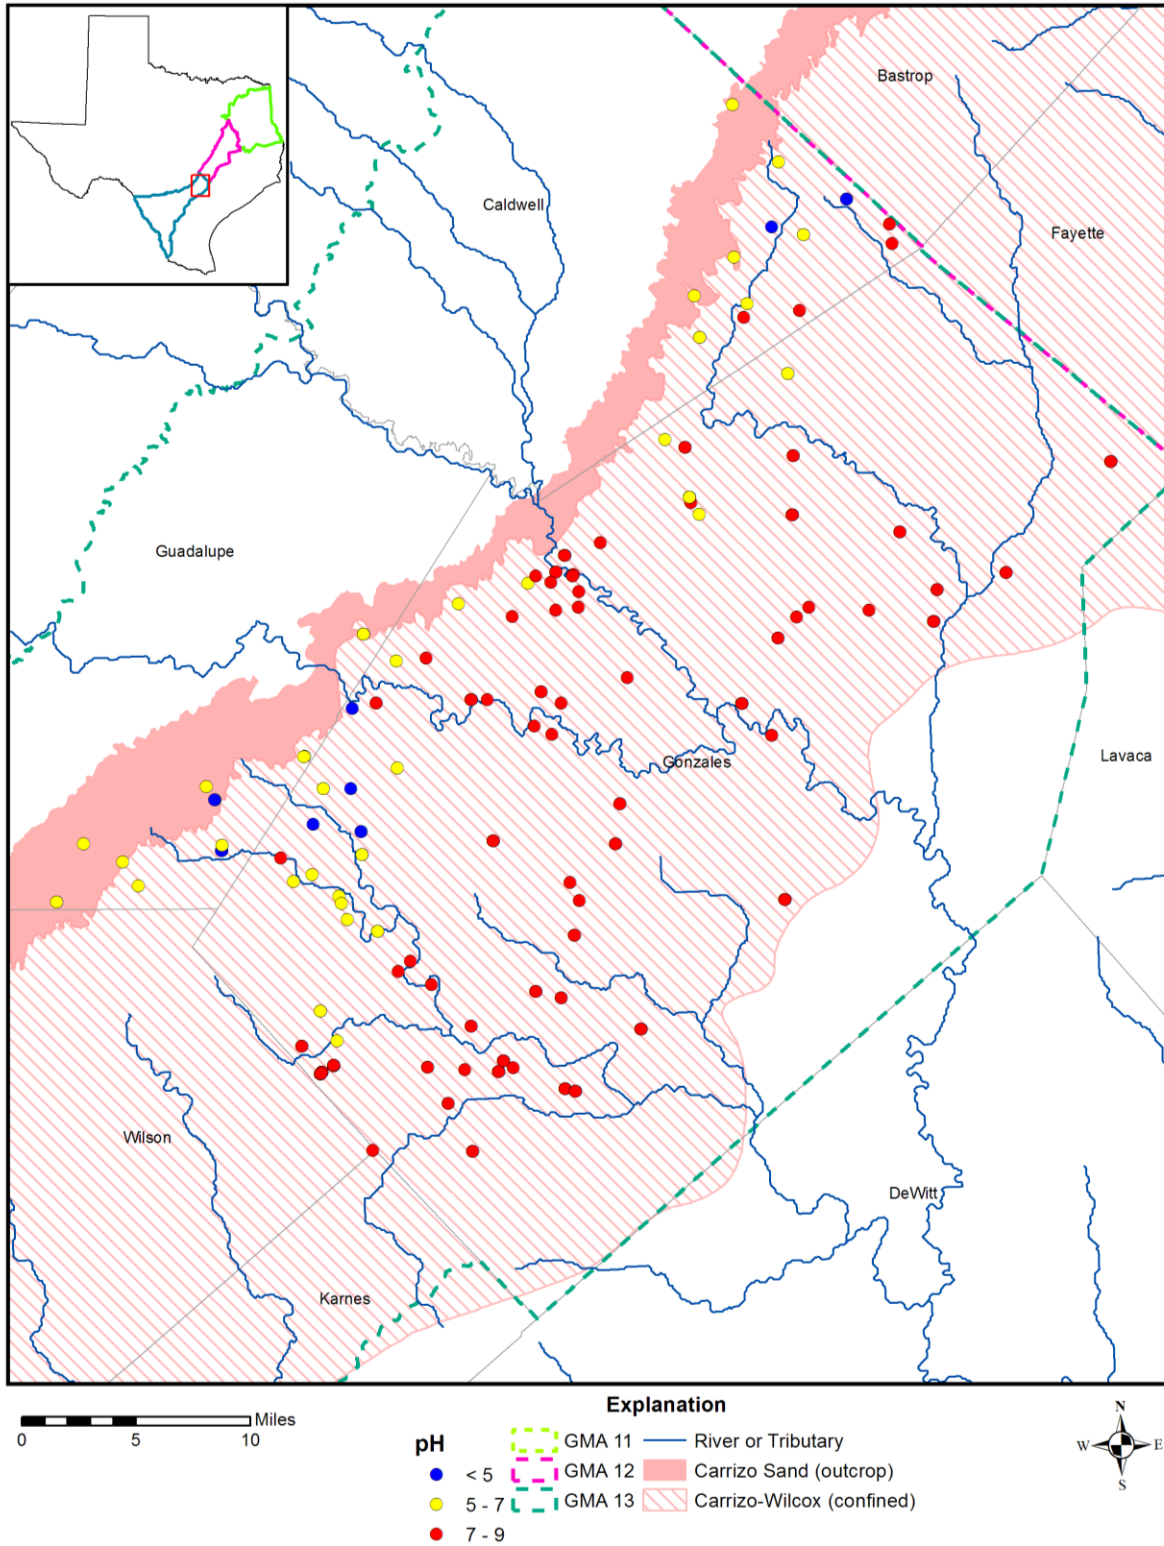 Bastrop
Caldwell
Fayette
Guadalupe
Gonzales
Lavaca
Wilson
DeWitt
Karnes
Explanation
Miles
0 5 10
pH
< 5
5 - 7
7 - 9
GMA 11
GMA 12
GMA 13
River or Tributary
Carrizo Sand (outcrop)
Carrizo-Wilcox (confined)
N
W E
S